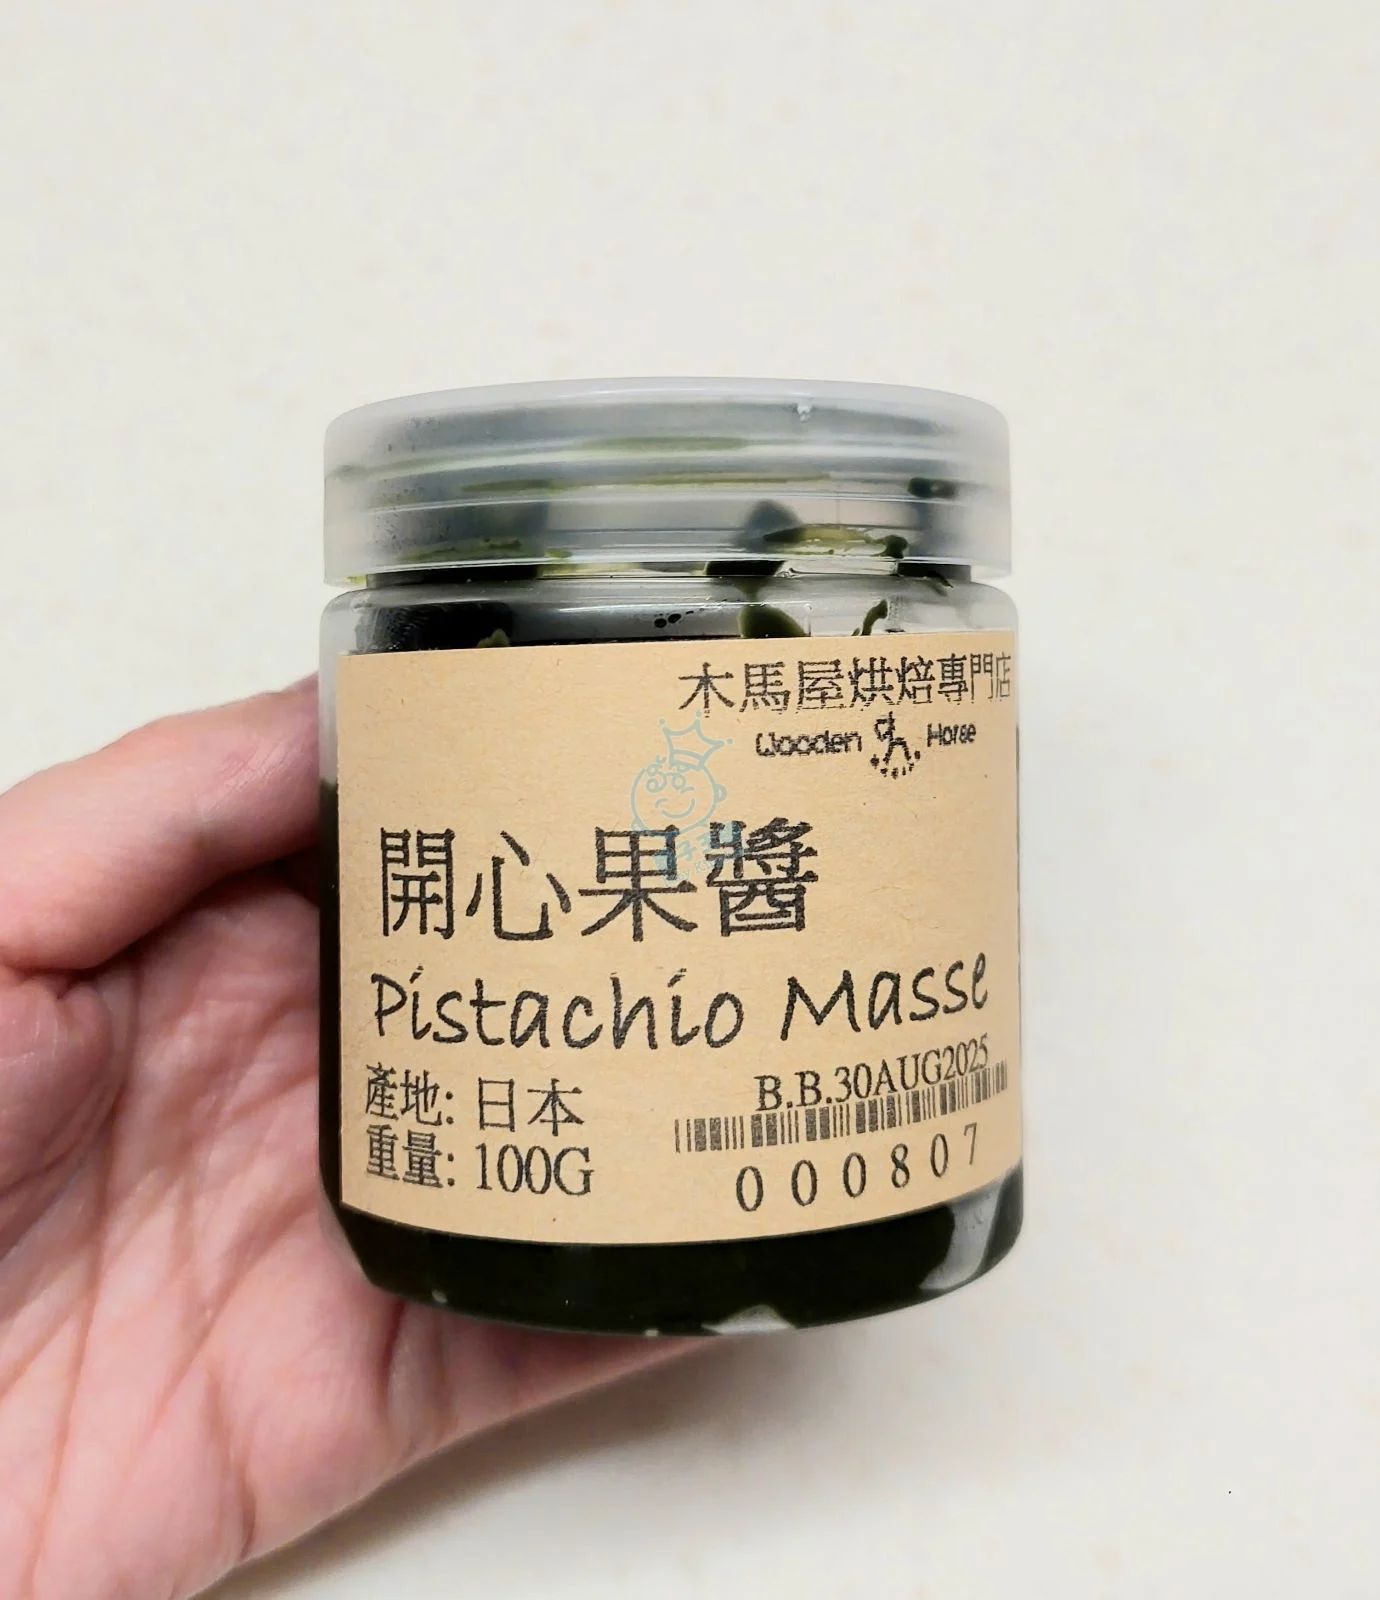 木馬屋烘焙專門店
Wooden Horse
開心果醬
Pistachio Masse
產地: 日本
重量: 100G
B.B.30AUG2025
000807